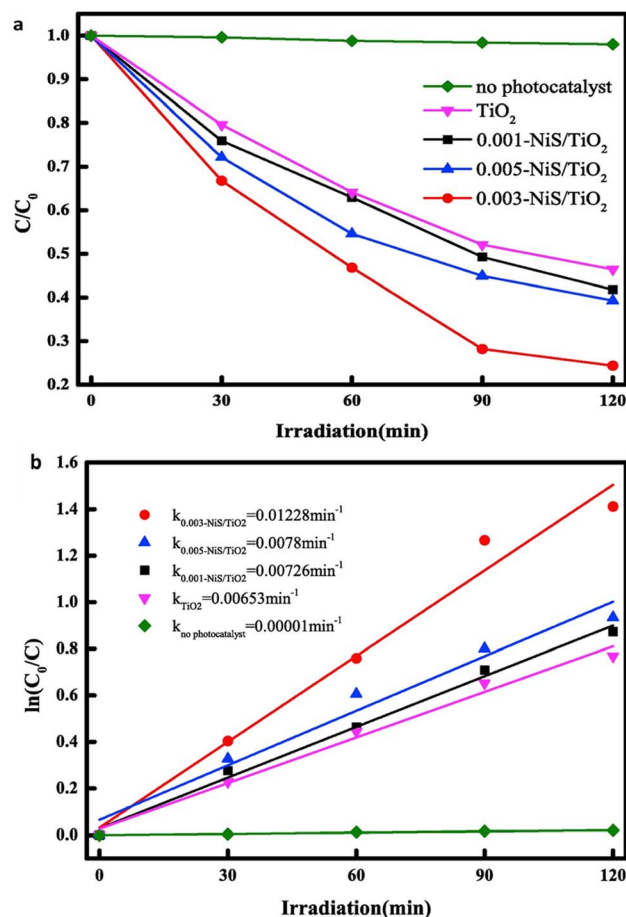 a
1.0
0.9
0.8
0.7
0.6
0.5
0.4
0.3
0.2
C/C₀
no photocatalyst
TiO₂
0.001-NiS/TiO₂
0.005-NiS/TiO₂
0.003-NiS/TiO₂
0 30 60 90 120
Irradiation(min)
b
1.6
1.4
1.2
1.0
0.8
0.6
0.4
0.2
0.0
ln(C₀/C)
k0.003-NiS/TiO2=0.01228min⁻¹
k0.005-NiS/TiO2=0.0078min⁻¹
k0.001-NiS/TiO2=0.00726min⁻¹
kTiO2=0.00653min⁻¹
kno photocatalyst=0.00001min⁻¹
0 30 60 90 120
Irradiation(min)